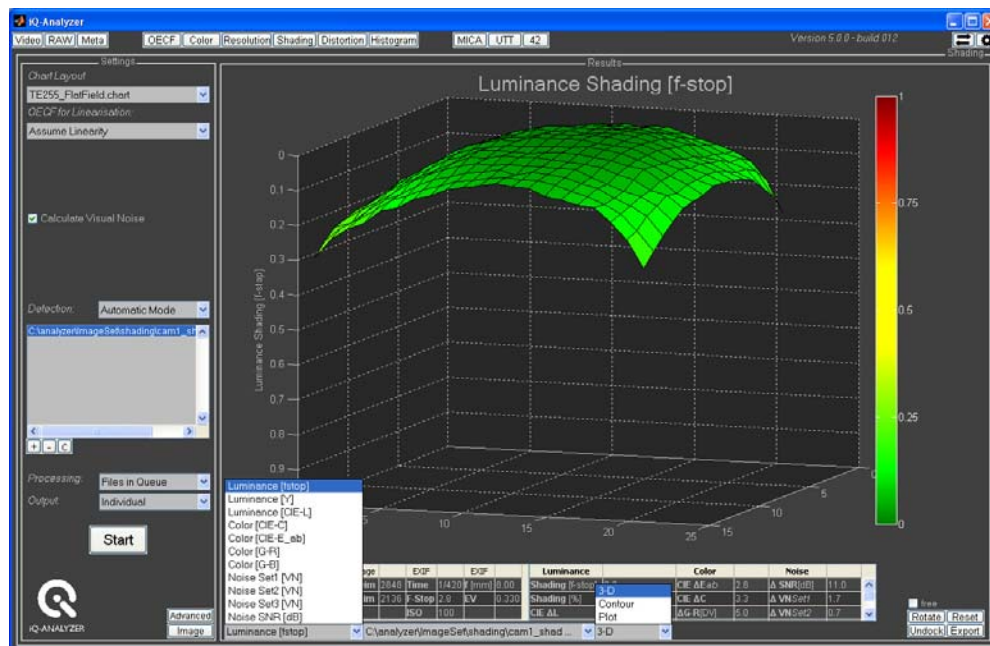 iQ-Analyzer
Video RAW Meta OECF Color Resolution Shading Distortion Histogram MICA UTT 42 Version 5.0.0 - build 012
Shading
Settings
Results
Chart Layout
TE255_FlatField.chart
OECF for Linearisation:
Assume Linearity
Calculate Visual Noise
Detection: Automatic Mode
C:\analyzer\ImageSet\shading\cam1_sh
+ - C
Processing: Files in Queue
Output: Individual
Start
iQ-ANALYZER
Advanced
Image
Luminance Shading [f-stop]
Luminance Shading [f-stop]
0
0.1
0.2
0.3
0.4
0.5
0.6
0.7
0.8
0.9
5
10
15
20
25
15
10
5
0
1
0.75
0.5
0.25
0
Luminance [fstop]
Luminance [Y]
Luminance [CIE-L]
Color [CIE-C]
Color [CIE-E_ab]
Color [G-R]
Color [G-B]
Noise Set1 [VN]
Noise Set2 [VN]
Noise Set3 [VN]
Noise SNR [dB]
EXIF EXIF Luminance Color Noise
2848 Time 1/420 f [mm] 8.00 Shading [f-stop] CIE ΔEab 2.6 Δ SNR[dB] 11.0
2136 F-Stop 2.8 EV 0.330 Shading [%] CIE ΔC 3.3 Δ VNSet1 1.7
ISO 100 CIE ΔL ΔG-R[DV] 5.0 Δ VNSet2 0.7
3-D
Contour
Plot
Luminance [fstop] C:\analyzer\ImageSet\shading\cam1_shad ... 3-D
free
Rotate Reset
Undock Export